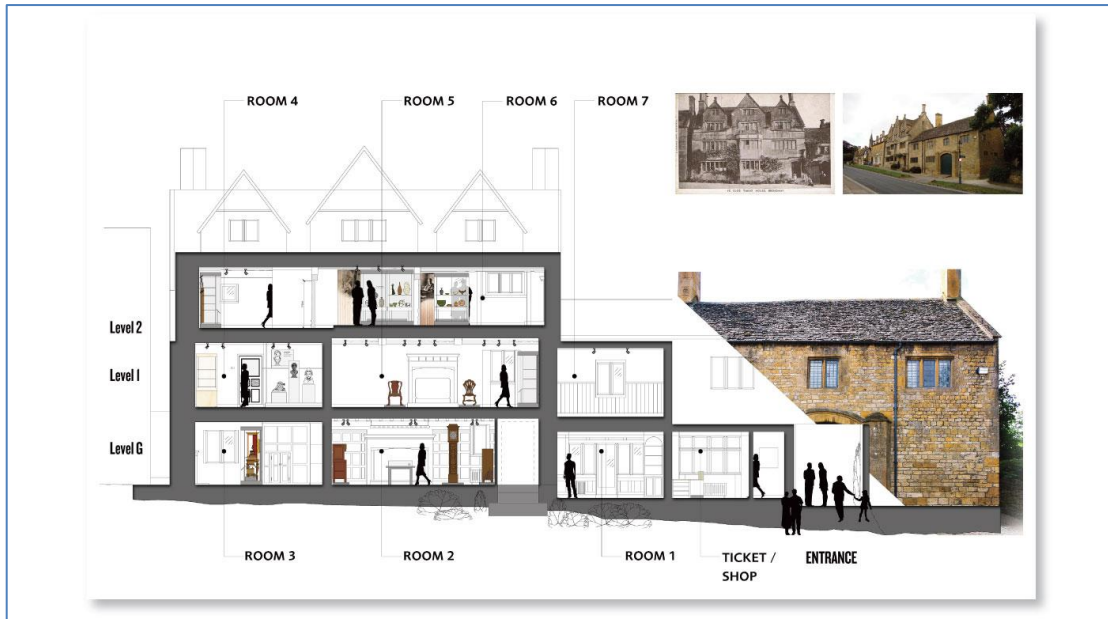 ROOM 4
ROOM 5
ROOM 6
ROOM 7
Level 2
Level 1
Level G
ROOM 3
ROOM 2
ROOM 1
TICKET /
SHOP
ENTRANCE